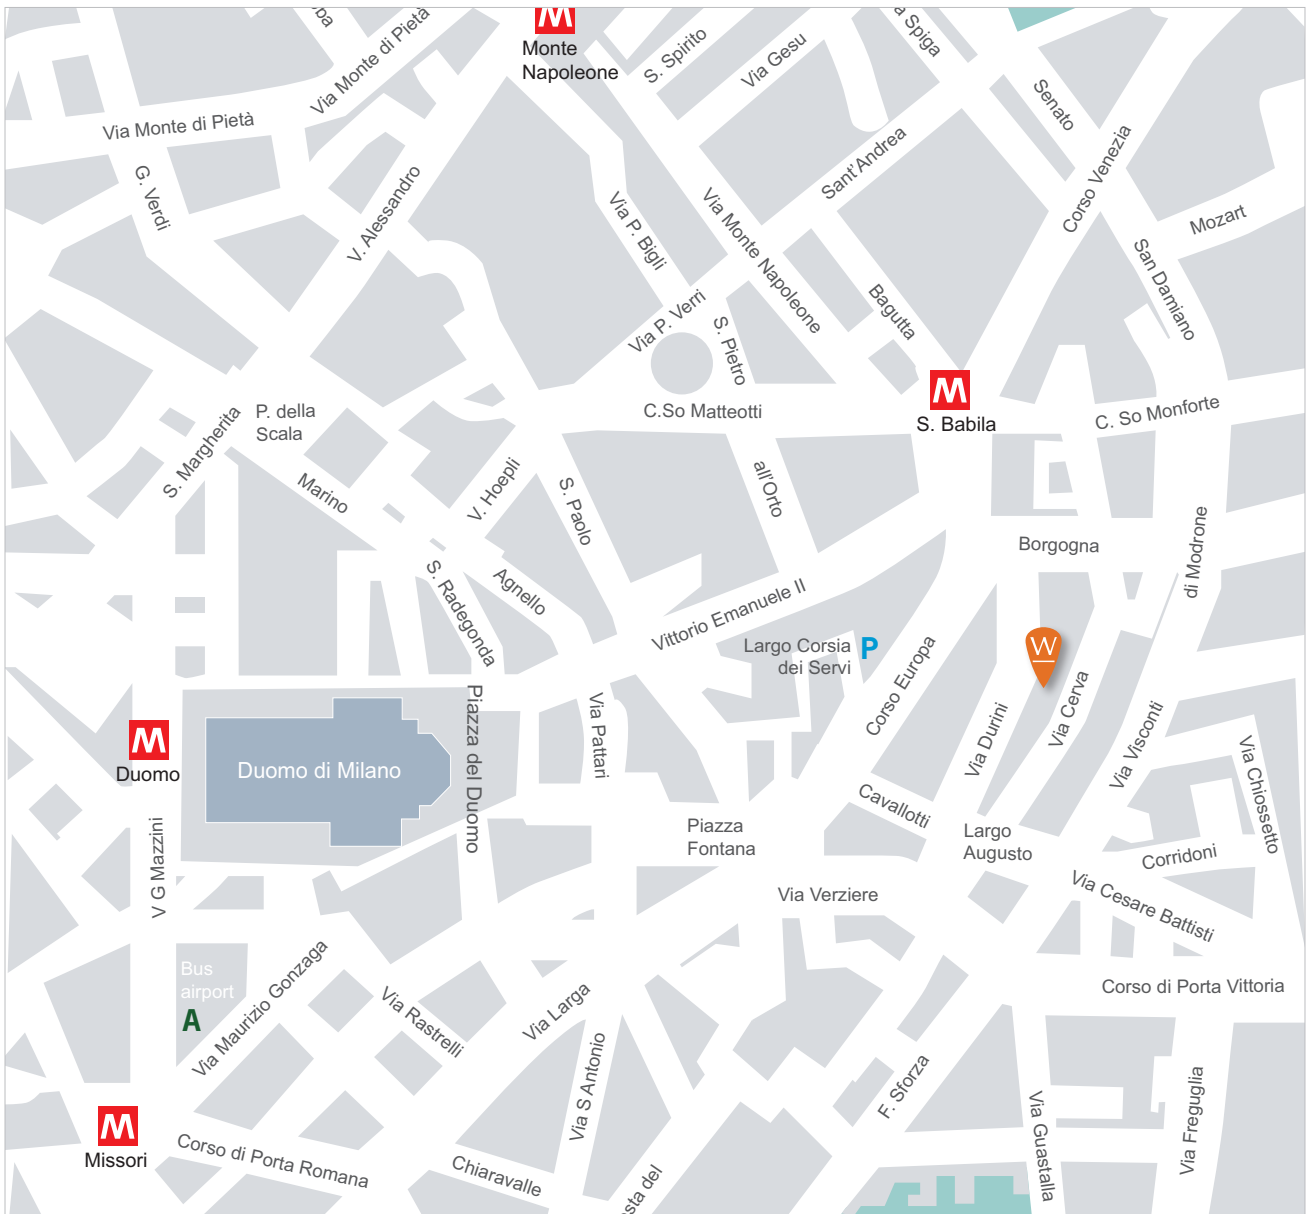 M
Monte
Napoleone
S. Spirito
Via Gesu
a Spiga
ba
Via Monte di Pietà
Via Monte di Pietà
Senato
G. Verdi
V. Alessandro
Via P. Bigli
Via Monte Napoleone
Sant'Andrea
Corso Venezia
Mozart
San Damiano
Bagutta
Via P. Verri
S. Pietro
M
S. Babila
C.So Matteotti
C. So Monforte
P. della
Scala
S. Margherita
Marino
V. Hoepli
S. Paolo
all'Orto
Borgogna
di Modrone
Agnello
S. Radegonda
Vittorio Emanuele II
Largo Corsia
dei Servi
P
W
Corso Europa
Via Durini
Via Cerva
Via Visconti
Via Chiossetto
Piazza del Duomo
Via Pattari
M
Duomo
Duomo di Milano
V G Mazzini
Piazza
Fontana
Cavallotti
Largo
Augusto
Corridoni
Via Verziere
Via Cesare Battisti
Corso di Porta Vittoria
Bus
airport
A
Via Maurizio Gonzaga
Via Rastrelli
Via Larga
Via S Antonio
F. Sforza
Via Guastalla
Via Freguglia
M
Missori
Corso di Porta Romana
Chiaravalle
sta del